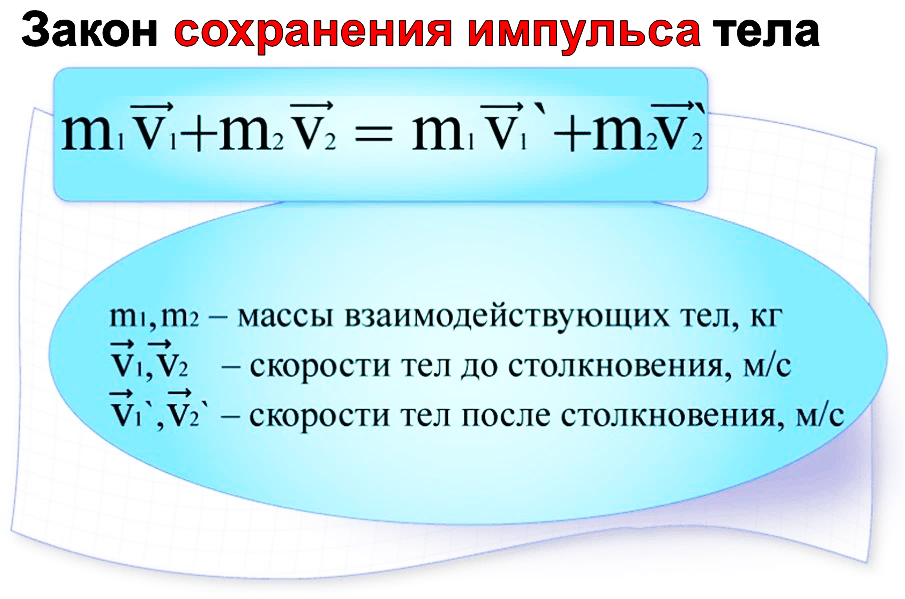 Закон сохранения импульса тела
m₁v⃗₁+m₂v⃗₂ = m₁v⃗₁`+m₂v⃗₂`
m₁,m₂ – массы взаимодействующих тел, кг
v⃗₁,v⃗₂ – скорости тел до столкновения, м/с
v⃗₁`,v⃗₂` – скорости тел после столкновения, м/с